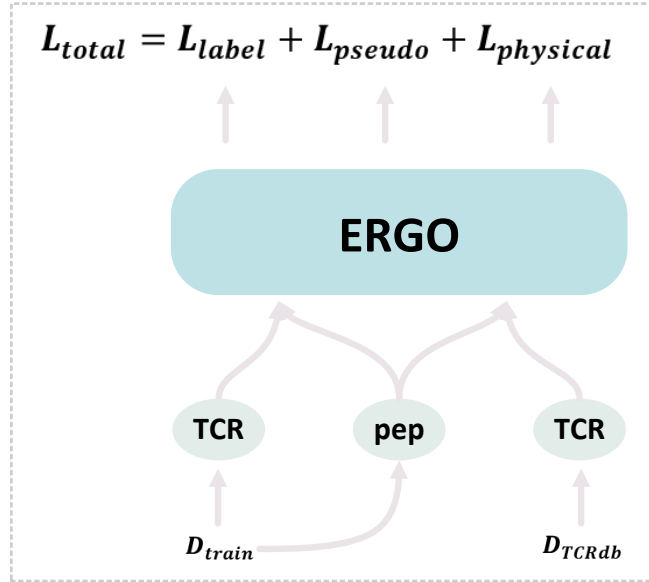 L_total = L_label + L_pseudo + L_physical
ERGO
TCR pep TCR
D_train D_TCRdb